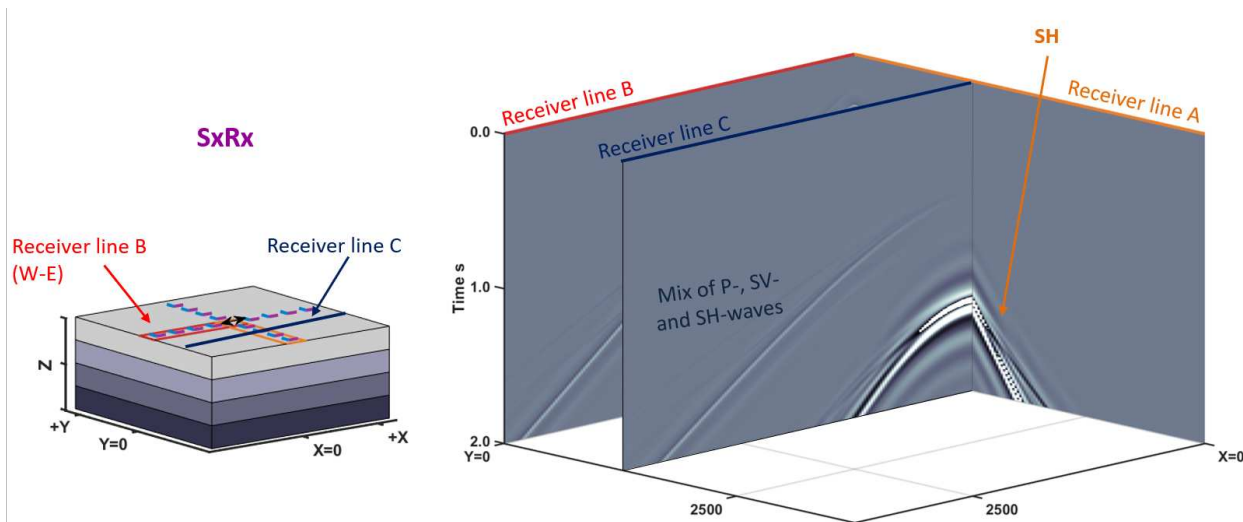 SxRx
Receiver line B
(W-E)
Receiver line C
Z
+Y
Y=0
X=0
+X
SH
Receiver line B
Receiver line C
Receiver line A
0.0
Time s
1.0
Mix of P-, SV-
and SH-waves
2.0
Y=0
2500
2500
X=0